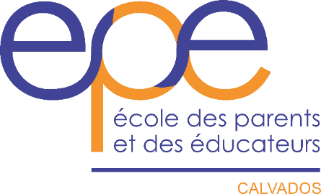 epe
école des parents
et des éducateurs
CALVADOS